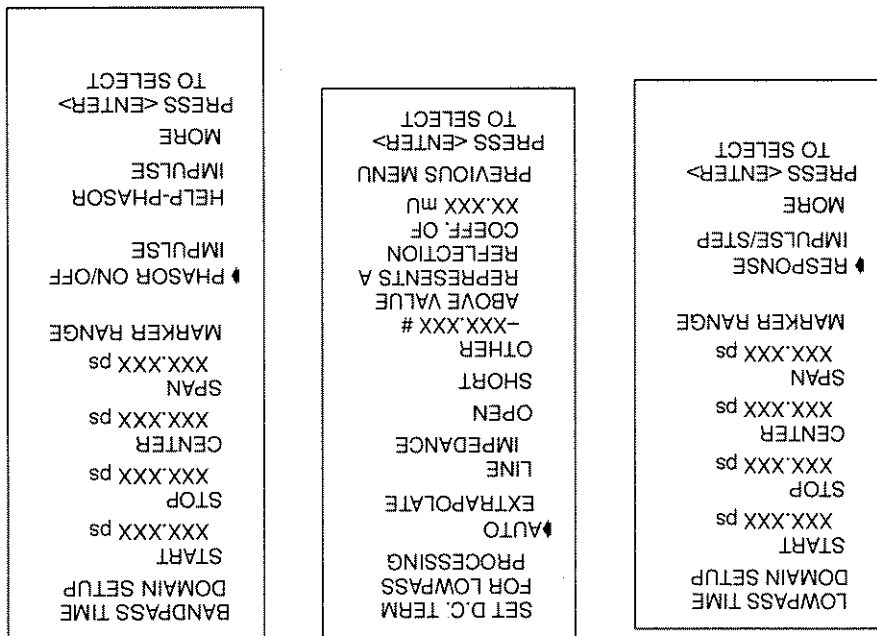 LOWPASS TIME
DOMAIN SETUP
START
XXX.XXX ps
STOP
XXX.XXX ps
CENTER
XXX.XXX ps
SPAN
XXX.XXX ps
MARKER RANGE
♦ RESPONSE
IMPULSE/STEP
MORE
PRESS <ENTER>
TO SELECT
SET D.C. TERM
FOR LOWPASS
PROCESSING
♦AUTO
EXTRAPOLATE
LINE
IMPEDANCE
OPEN
SHORT
OTHER
–XXX.XXX #
ABOVE VALUE
REPRESENTS A
REFLECTION
COEFF. OF
XX.XXX mU
PREVIOUS MENU
PRESS <ENTER>
TO SELECT
BANDPASS TIME
DOMAIN SETUP
START
XXX.XXX ps
STOP
XXX.XXX ps
CENTER
XXX.XXX ps
SPAN
XXX.XXX ps
MARKER RANGE
♦ PHASOR ON/OFF
IMPULSE
HELP-PHASOR
IMPULSE
MORE
PRESS <ENTER>
TO SELECT